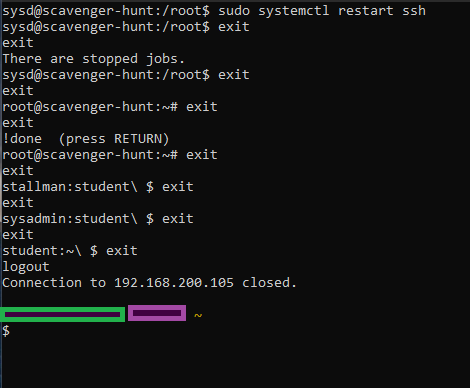 sysd@scavenger-hunt:/root$ sudo systemctl restart ssh
sysd@scavenger-hunt:/root$ exit
exit
There are stopped jobs.
sysd@scavenger-hunt:/root$ exit
exit
root@scavenger-hunt:~# exit
exit
!done  (press RETURN)
root@scavenger-hunt:~# exit
exit
stallman:student\ $ exit
exit
sysadmin:student\ $ exit
exit
student:~\ $ exit
logout
Connection to 192.168.200.105 closed.
~
$